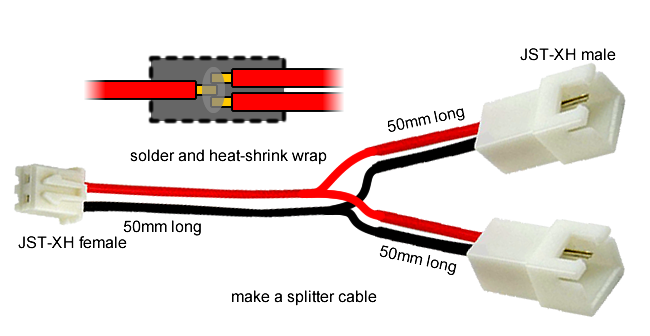 JST-XH male
50mm long
solder and heat-shrink wrap
50mm long
JST-XH female
50mm long
make a splitter cable